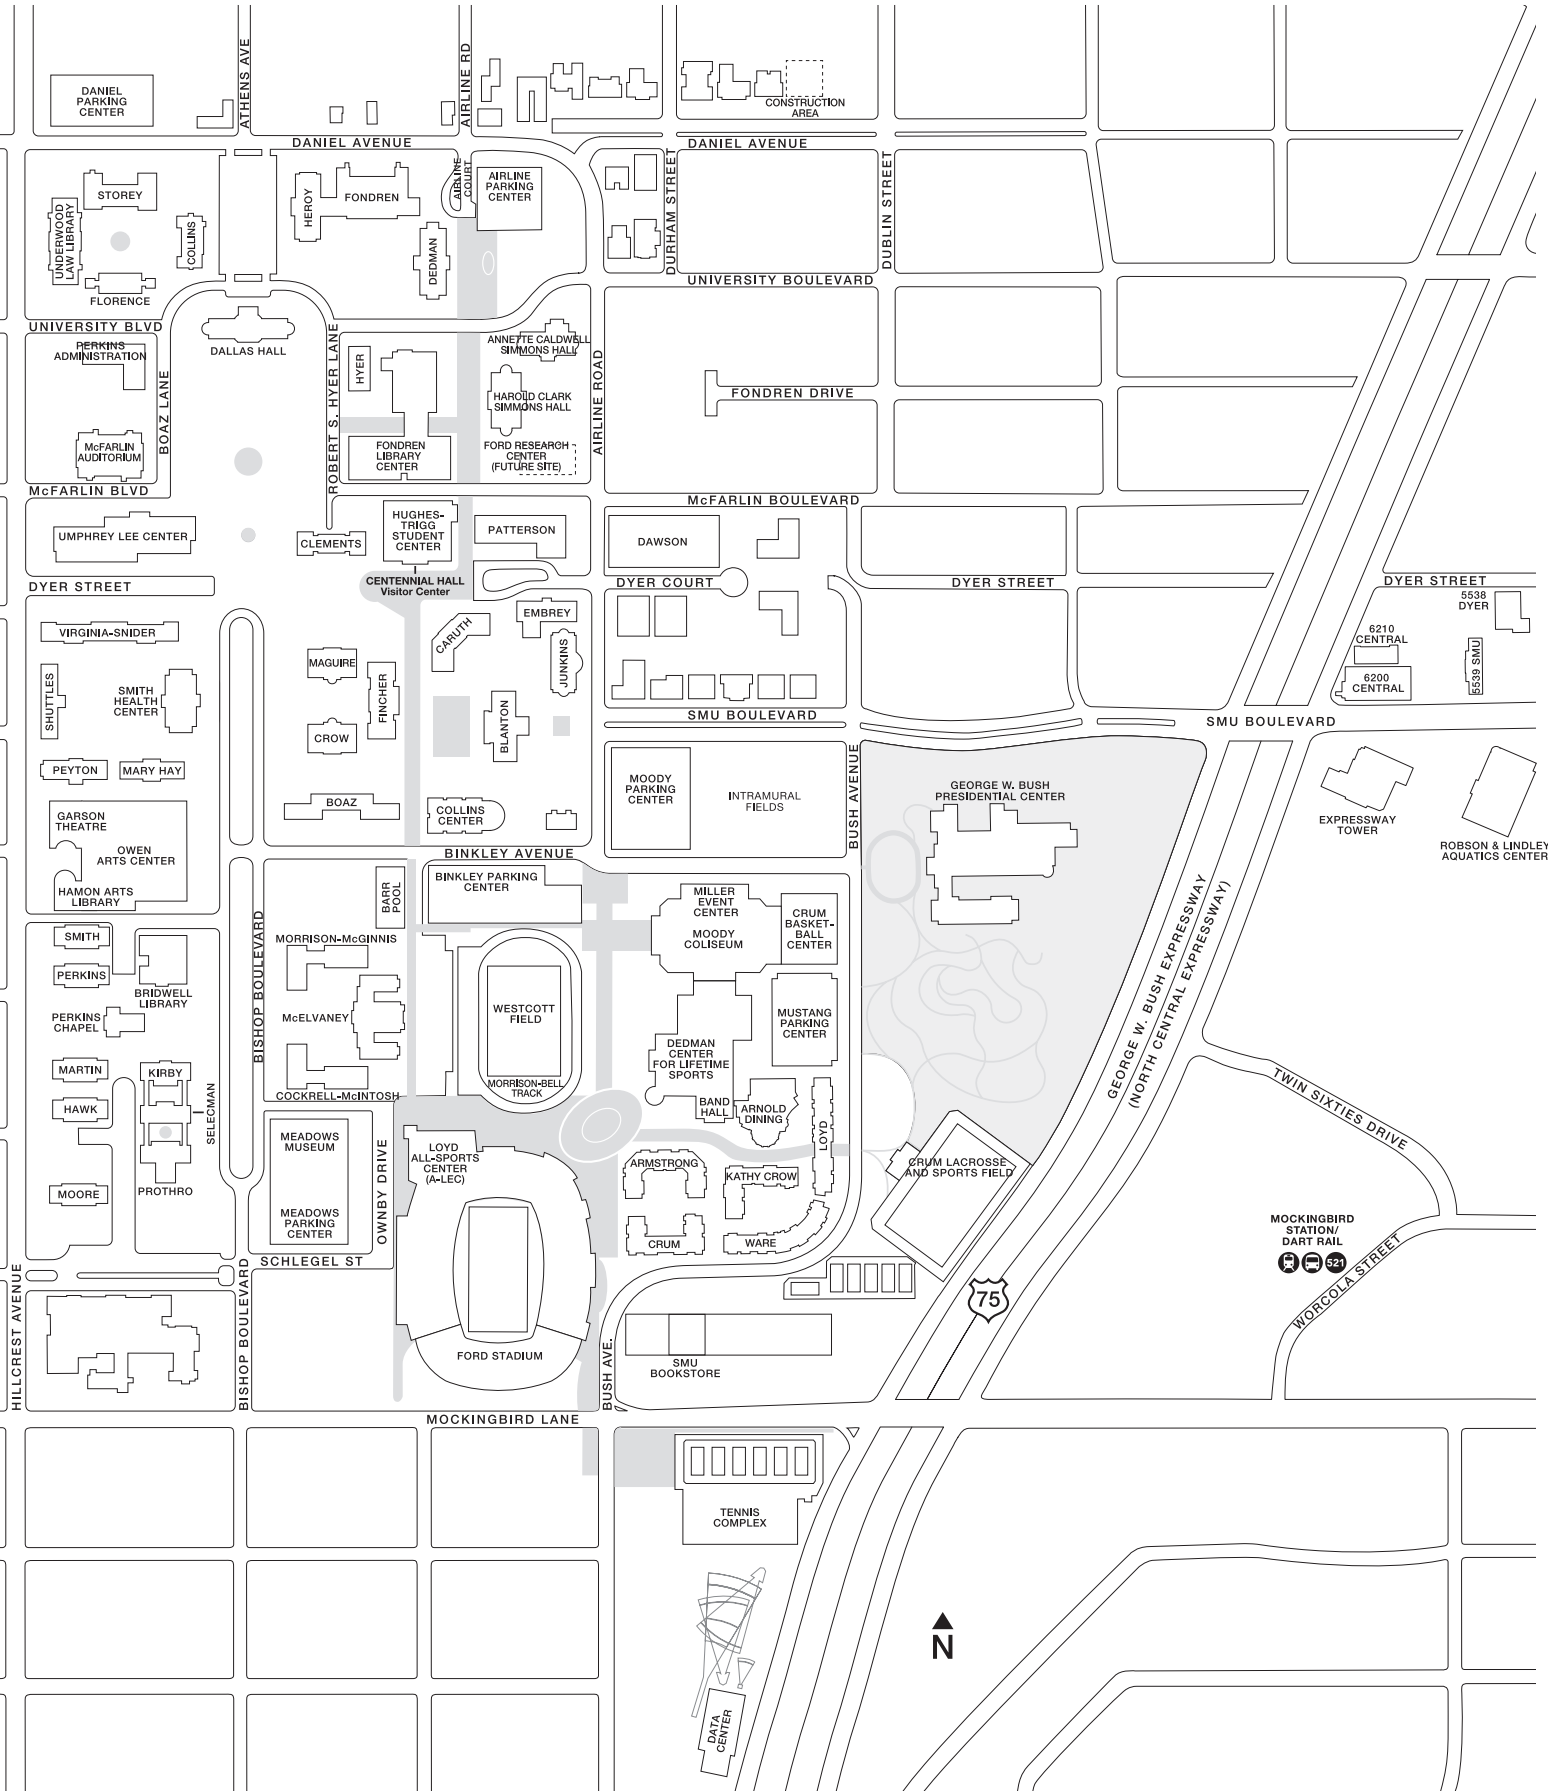 ATHENS AVE
AIRLINE RD
DANIEL
PARKING
CENTER
CONSTRUCTION
AREA
DANIEL AVENUE
DANIEL AVENUE
STOREY
UNDERWOOD
LAW LIBRARY
COLLINS
FLORENCE
HEROY
FONDREN
AIRLINE
COURT
AIRLINE
PARKING
CENTER
DEDMAN
DURHAM STREET
DUBLIN STREET
UNIVERSITY BOULEVARD
UNIVERSITY BLVD
PERKINS
ADMINISTRATION
DALLAS HALL
BOAZ LANE
ROBERT S. HYER LANE
HYER
ANNETTE CALDWELL
SIMMONS HALL
HAROLD CLARK
SIMMONS HALL
AIRLINE ROAD
FONDREN DRIVE
McFARLIN
AUDITORIUM
FONDREN
LIBRARY
CENTER
FORD RESEARCH
CENTER
(FUTURE SITE)
McFARLIN BLVD
McFARLIN BOULEVARD
UMPHREY LEE CENTER
CLEMENTS
HUGHES-
TRIGG
STUDENT
CENTER
PATTERSON
DAWSON
CENTENNIAL HALL
Visitor Center
DYER STREET
DYER COURT
DYER STREET
DYER STREET
5538
DYER
6210
CENTRAL
6200
CENTRAL
5539 SMU
VIRGINIA-SNIDER
SHUTTLES
SMITH
HEALTH
CENTER
MAGUIRE
FINCHER
CROW
CARUTH
EMBREY
JUNKINS
BLANTON
SMU BOULEVARD
SMU BOULEVARD
PEYTON
MARY HAY
BOAZ
COLLINS
CENTER
MOODY
PARKING
CENTER
INTRAMURAL
FIELDS
BUSH AVENUE
GEORGE W. BUSH
PRESIDENTIAL CENTER
EXPRESSWAY
TOWER
ROBSON & LINDLEY
AQUATICS CENTER
GARSON
THEATRE
OWEN
ARTS CENTER
HAMON ARTS
LIBRARY
BINKLEY AVENUE
BARR
POOL
BINKLEY PARKING
CENTER
MILLER
EVENT
CENTER
MOODY
COLISEUM
CRUM
BASKET-
BALL
CENTER
GEORGE W. BUSH EXPRESSWAY
(NORTH CENTRAL EXPRESSWAY)
SMITH
PERKINS
BRIDWELL
LIBRARY
PERKINS
CHAPEL
BISHOP BOULEVARD
MORRISON-McGINNIS
McELVANEY
COCKRELL-McINTOSH
WESTCOTT
FIELD
MORRISON-BELL
TRACK
DEDMAN
CENTER
FOR LIFETIME
SPORTS
MUSTANG
PARKING
CENTER
MARTIN
HAWK
KIRBY
SELECMAN
BAND
HALL
ARNOLD
DINING
LOYD
TWIN SIXTIES DRIVE
MEADOWS
MUSEUM
MEADOWS
PARKING
CENTER
OWNBY DRIVE
LOYD
ALL-SPORTS
CENTER
(A-LEC)
ARMSTRONG
KATHY CROW
CRUM LACROSSE
AND SPORTS FIELD
MOORE
PROTHRO
CRUM
WARE
MOCKINGBIRD
STATION/
DART RAIL
521
WORCOLA STREET
SCHLEGEL ST
HILLCREST AVENUE
BISHOP BOULEVARD
75
FORD STADIUM
BUSH AVE.
SMU
BOOKSTORE
MOCKINGBIRD LANE
TENNIS
COMPLEX
N
DATA
CENTER